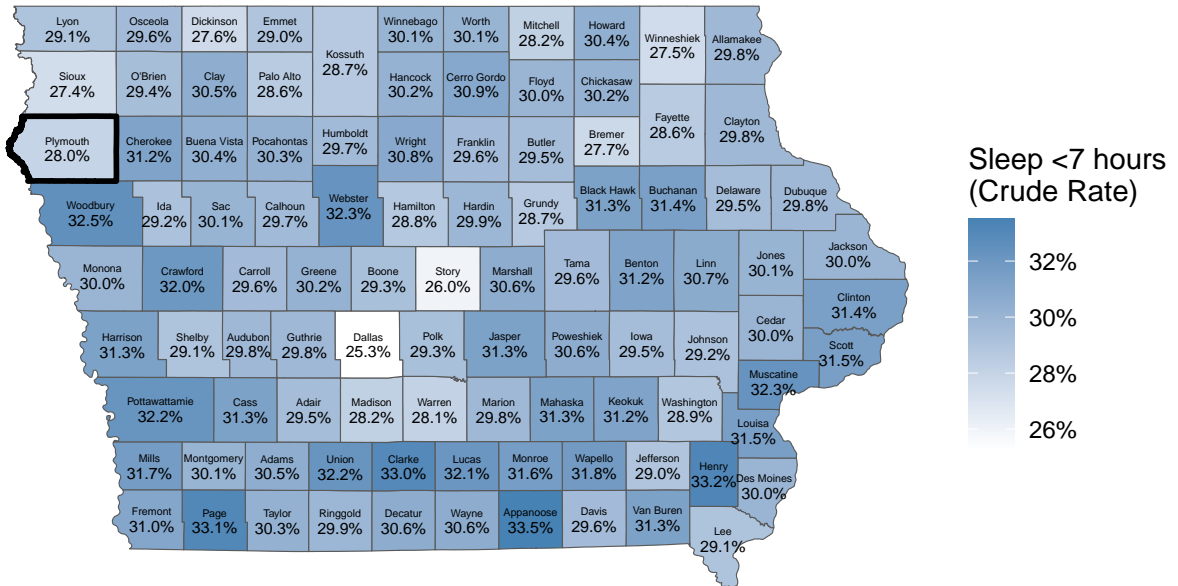 Lyon
29.1%
Osceola
29.6%
Dickinson
27.6%
Emmet
29.0%
Kossuth
28.7%
Winnebago
30.1%
Worth
30.1%
Mitchell
28.2%
Howard
30.4%
Winneshiek
27.5%
Allamakee
29.8%
Sioux
27.4%
O'Brien
29.4%
Clay
30.5%
Palo Alto
28.6%
Hancock
30.2%
Cerro Gordo
30.9%
Floyd
30.0%
Chickasaw
30.2%
Plymouth
28.0%
Cherokee
31.2%
Buena Vista
30.4%
Pocahontas
30.3%
Humboldt
29.7%
Wright
30.8%
Franklin
29.6%
Butler
29.5%
Bremer
27.7%
Fayette
28.6%
Clayton
29.8%
Woodbury
32.5%
Ida
29.2%
Sac
30.1%
Calhoun
29.7%
Webster
32.3%
Hamilton
28.8%
Hardin
29.9%
Grundy
28.7%
Black Hawk
31.3%
Buchanan
31.4%
Delaware
29.5%
Dubuque
29.8%
Monona
30.0%
Crawford
32.0%
Carroll
29.6%
Greene
30.2%
Boone
29.3%
Story
26.0%
Marshall
30.6%
Tama
29.6%
Benton
31.2%
Linn
30.7%
Jones
30.1%
Jackson
30.0%
Clinton
31.4%
Cedar
30.0%
Scott
31.5%
Harrison
31.3%
Shelby
29.1%
Audubon
29.8%
Guthrie
29.8%
Dallas
25.3%
Polk
29.3%
Jasper
31.3%
Poweshiek
30.6%
Iowa
29.5%
Johnson
29.2%
Muscatine
32.3%
Pottawattamie
32.2%
Cass
31.3%
Adair
29.5%
Madison
28.2%
Warren
28.1%
Marion
29.8%
Mahaska
31.3%
Keokuk
31.2%
Washington
28.9%
Louisa
31.5%
Mills
31.7%
Montgomery
30.1%
Adams
30.5%
Union
32.2%
Clarke
33.0%
Lucas
32.1%
Monroe
31.6%
Wapello
31.8%
Jefferson
29.0%
Henry
33.2%
Des Moines
30.0%
Fremont
31.0%
Page
33.1%
Taylor
30.3%
Ringgold
29.9%
Decatur
30.6%
Wayne
30.6%
Appanoose
33.5%
Davis
29.6%
Van Buren
31.3%
Lee
29.1%
Sleep <7 hours
(Crude Rate)
32%
30%
28%
26%